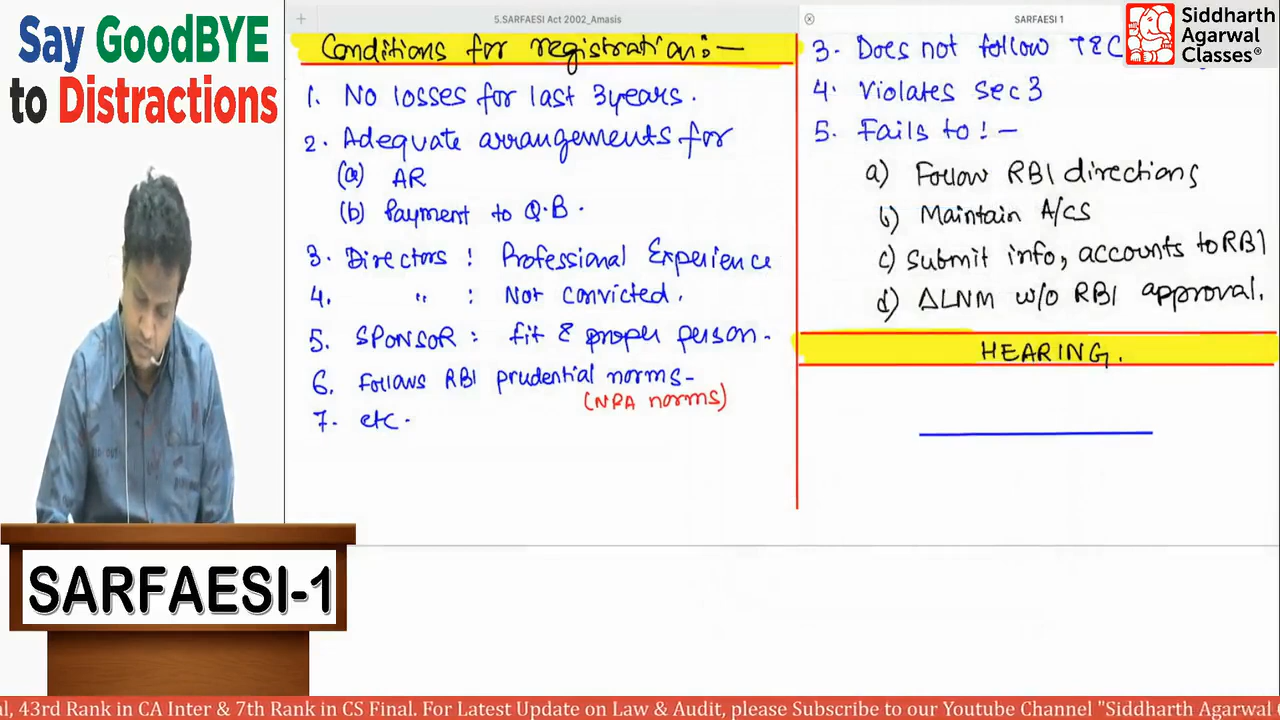 Say GoodBYE
to Distractions
5.SARFAESI Act 2002_Amasis
Conditions for registration:-
1. No losses for last 3 years.
2. Adequate arrangements for
(a) AR
(b) Payment to Q.B.
3. Directors : Professional Experience
4. " : Not convicted.
5. SPONSOR : fit & proper person.
6. Follows RBI prudential norms-
(NPA norms)
7. etc.
SARFAESI 1
3. Does not follow T&C
4. Violates sec 3
5. Fails to :-
a) Follow RBI directions
b) Maintain A/CS
c) Submit info, accounts to RBI
d) ΔLNM w/o RBI approval.
HEARING.
Siddharth
Agarwal
Classes®
SARFAESI-1
al, 43rd Rank in CA Inter & 7th Rank in CS Final. For Latest Update on Law & Audit, please Subscribe to our Youtube Channel "Siddharth Agarwal